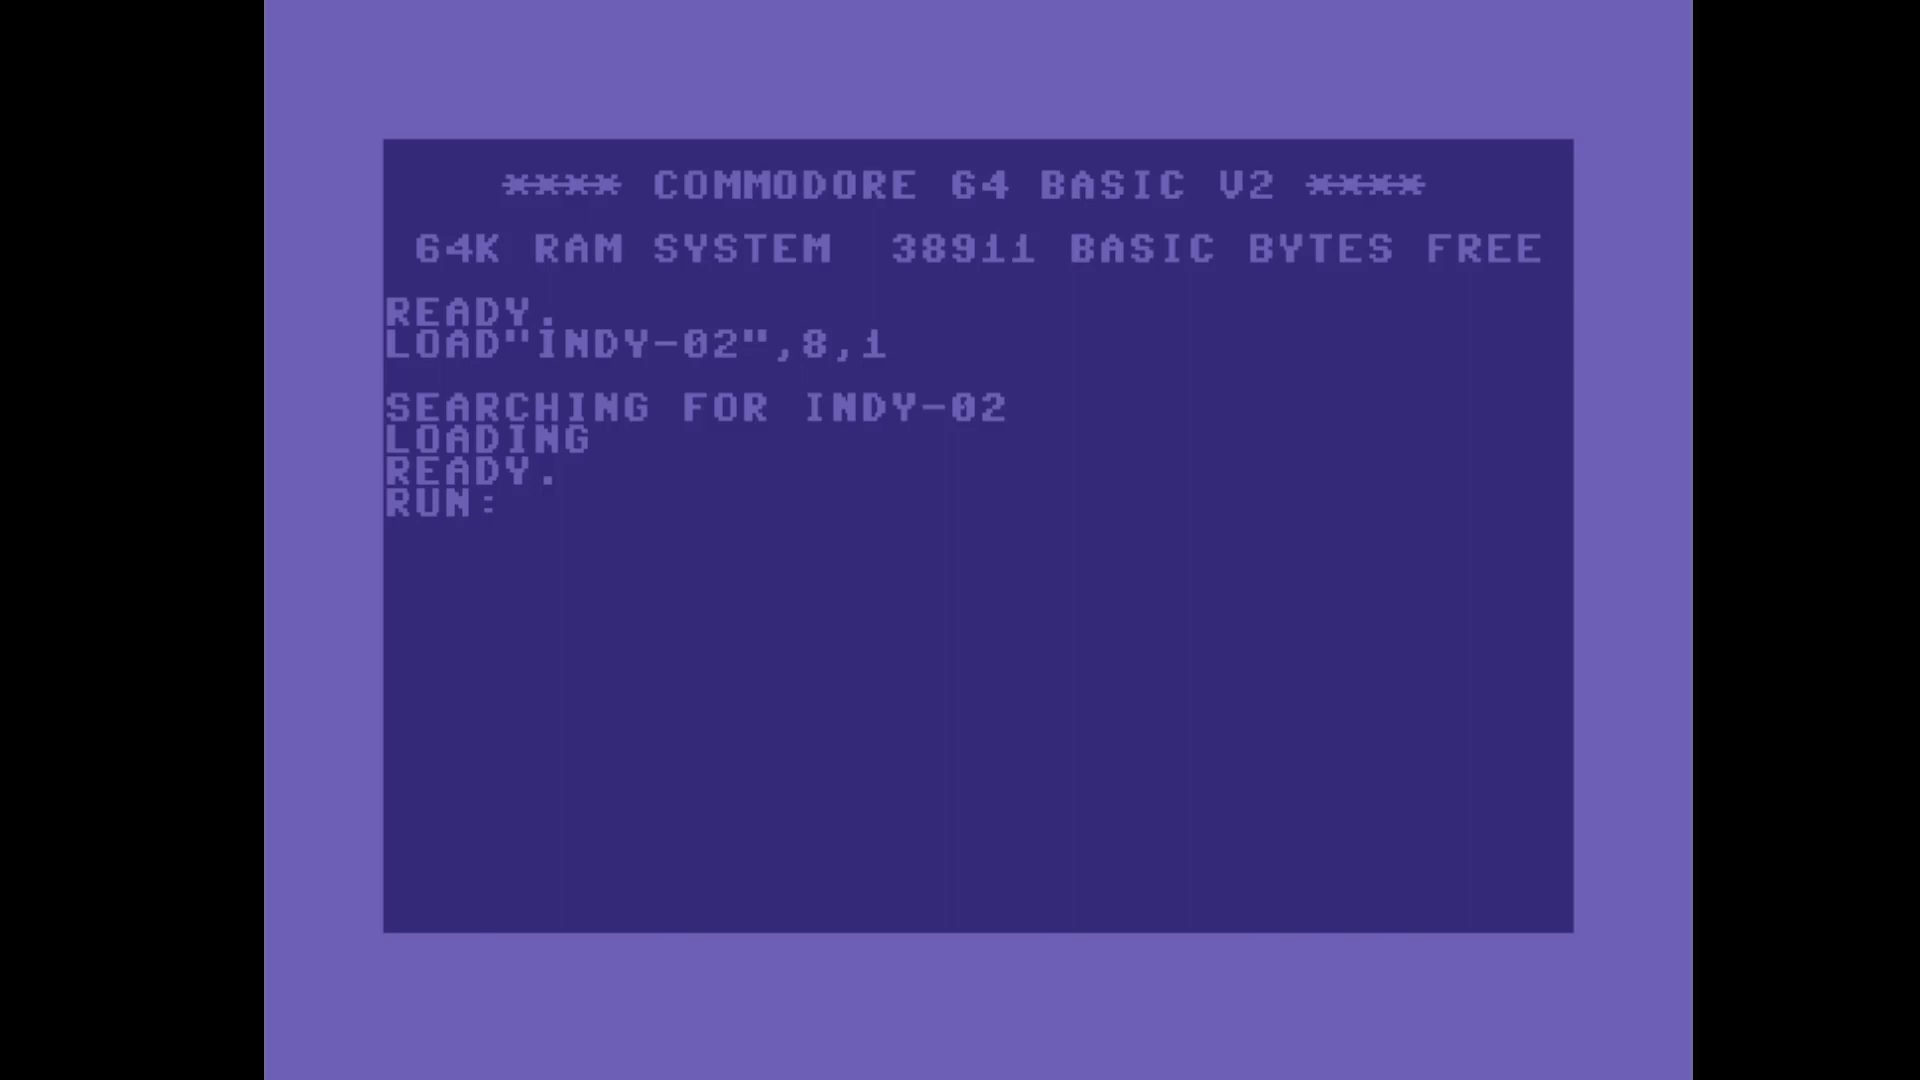 **** COMMODORE 64 BASIC V2 ****
64K RAM SYSTEM  38911 BASIC BYTES FREE
READY.
LOAD"INDY-02",8,1
SEARCHING FOR INDY-02
LOADING
READY.
RUN: